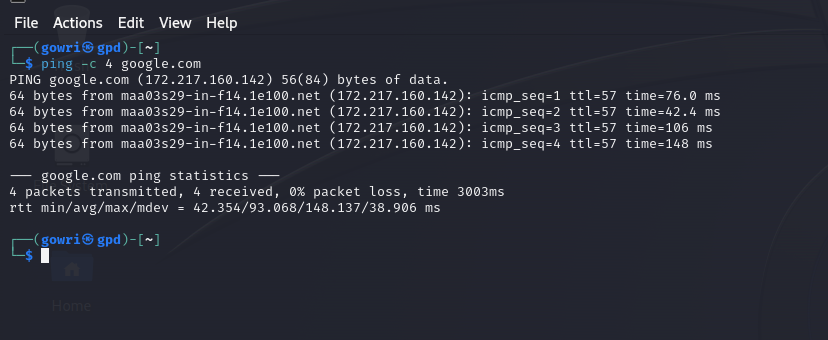 File Actions Edit View Help
┌──(gowri㉿gpd)-[~]
└─$ ping -c 4 google.com
PING google.com (172.217.160.142) 56(84) bytes of data.
64 bytes from maa03s29-in-f14.1e100.net (172.217.160.142): icmp_seq=1 ttl=57 time=76.0 ms
64 bytes from maa03s29-in-f14.1e100.net (172.217.160.142): icmp_seq=2 ttl=57 time=42.4 ms
64 bytes from maa03s29-in-f14.1e100.net (172.217.160.142): icmp_seq=3 ttl=57 time=106 ms
64 bytes from maa03s29-in-f14.1e100.net (172.217.160.142): icmp_seq=4 ttl=57 time=148 ms
--- google.com ping statistics ---
4 packets transmitted, 4 received, 0% packet loss, time 3003ms
rtt min/avg/max/mdev = 42.354/93.068/148.137/38.906 ms
┌──(gowri㉿gpd)-[~]
└─$
Home